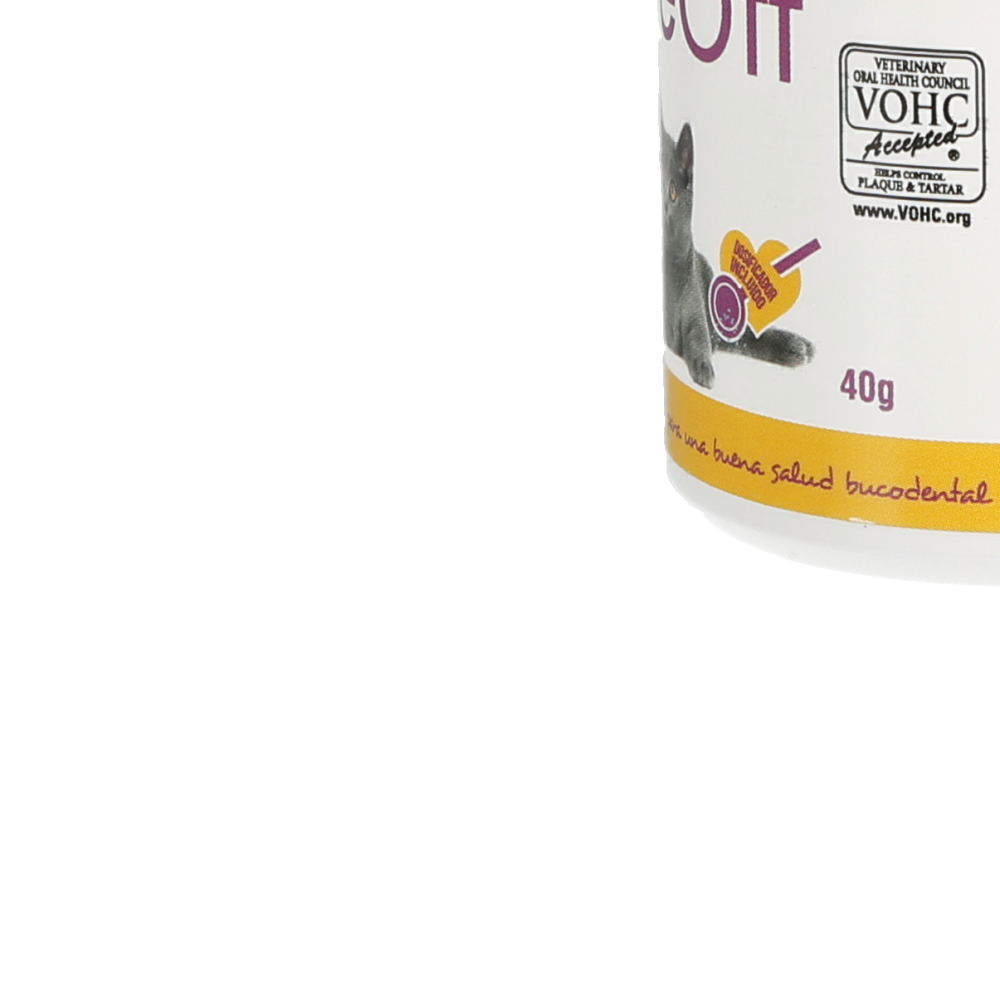 eOff
VETERINARY
ORAL HEALTH COUNCIL
VOHC
Accepted®
HELPS CONTROL
PLAQUE & TARTAR
www.VOHC.org
DOSIFICADOR
INCLUIDO
40g
para una buena salud bucodental